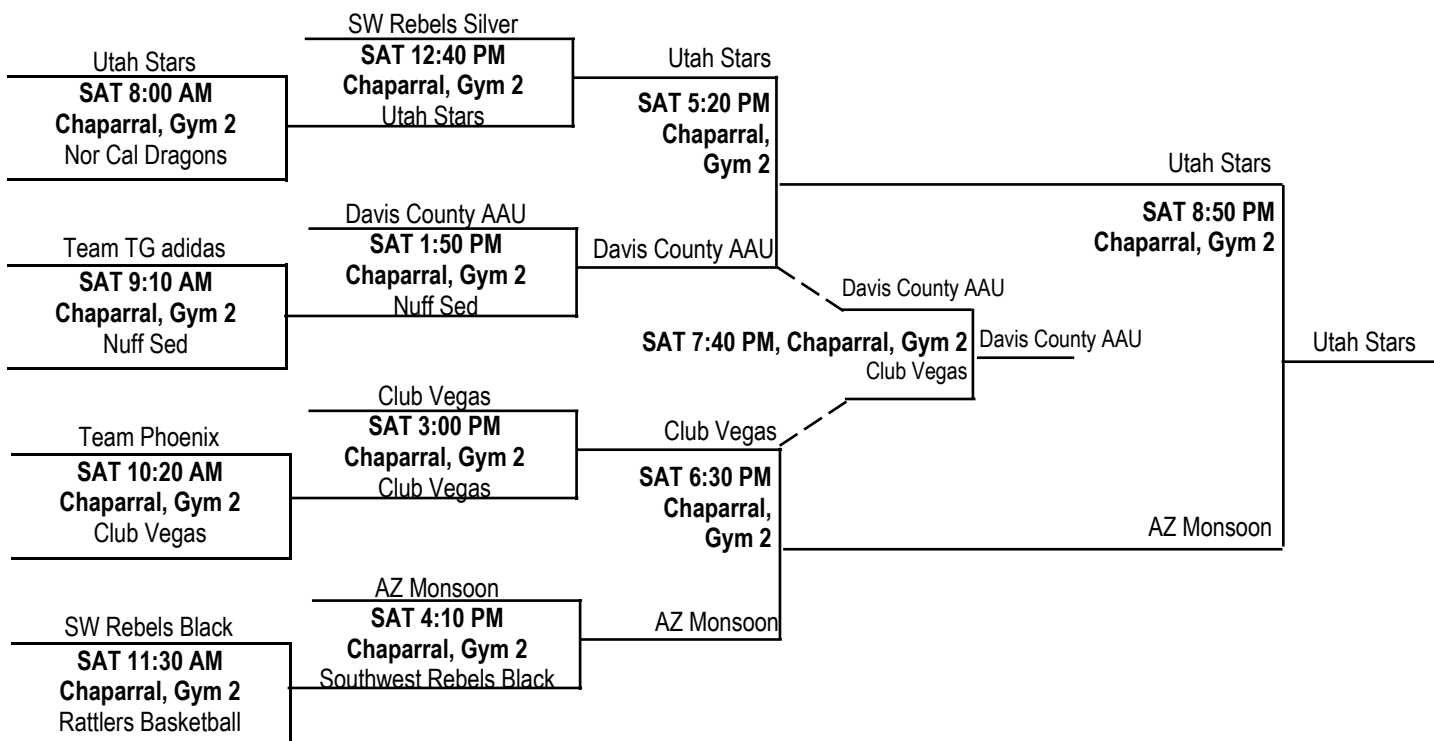 Utah Stars
SAT 8:00 AM
Chaparral, Gym 2
Nor Cal Dragons
Team TG adidas
SAT 9:10 AM
Chaparral, Gym 2
Nuff Sed
Team Phoenix
SAT 10:20 AM
Chaparral, Gym 2
Club Vegas
SW Rebels Black
SAT 11:30 AM
Chaparral, Gym 2
Rattlers Basketball
SW Rebels Silver
SAT 12:40 PM
Chaparral, Gym 2
Utah Stars
Davis County AAU
SAT 1:50 PM
Chaparral, Gym 2
Nuff Sed
Club Vegas
SAT 3:00 PM
Chaparral, Gym 2
Club Vegas
AZ Monsoon
SAT 4:10 PM
Chaparral, Gym 2
Southwest Rebels Black
Utah Stars
SAT 5:20 PM
Chaparral,
Gym 2
Davis County AAU
Club Vegas
SAT 6:30 PM
Chaparral,
Gym 2
AZ Monsoon
Davis County AAU
SAT 7:40 PM, Chaparral, Gym 2
Club Vegas
Davis County AAU
Utah Stars
SAT 8:50 PM
Chaparral, Gym 2
AZ Monsoon
Utah Stars